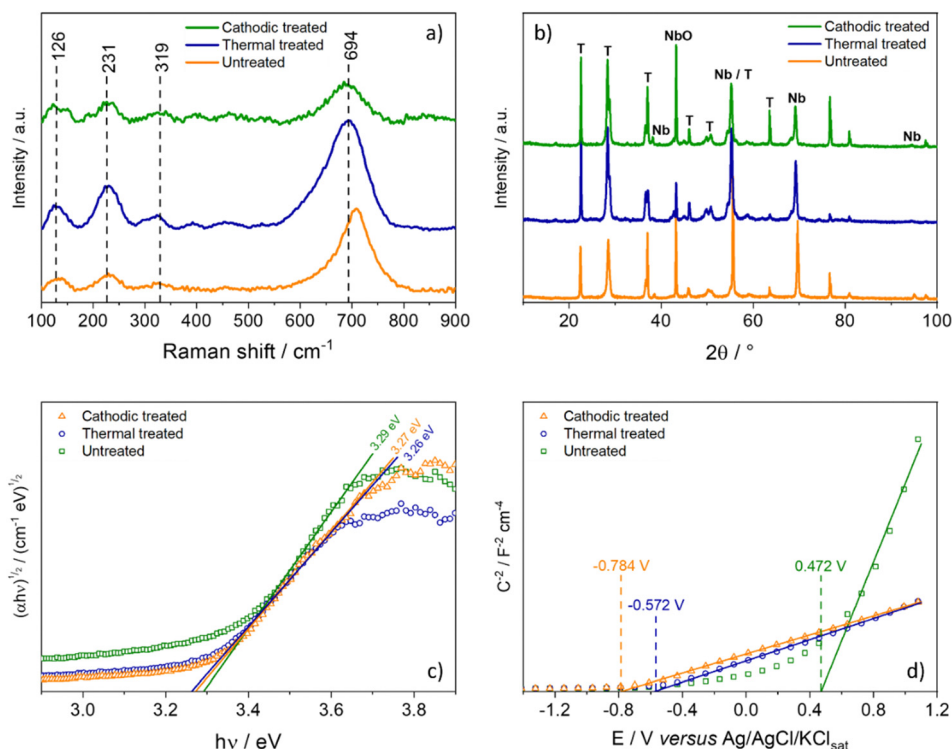 Cathodic treated
Thermal treated
Untreated
a)
126
231
319
694
Intensity / a.u.
100 200 300 400 500 600 700 800 900
Raman shift / cm⁻¹
Cathodic treated
Thermal treated
Untreated
b)
T
T
T
Nb
NbO
T
T
Nb / T
T
Nb
Nb
Intensity / a.u.
20 40 60 80 100
2θ / °
Cathodic treated
Thermal treated
Untreated
3.29 eV
3.27 eV
3.26 eV
c)
(αhν)^1/2 / (cm⁻¹ eV)^1/2
3.0 3.2 3.4 3.6 3.8
hν / eV
Cathodic treated
Thermal treated
Untreated
-0.784 V
-0.572 V
0.472 V
d)
C⁻² / F⁻² cm⁻⁴
-1.2 -0.8 -0.4 0.0 0.4 0.8 1.2
E / V versus Ag/AgCl/KClsat